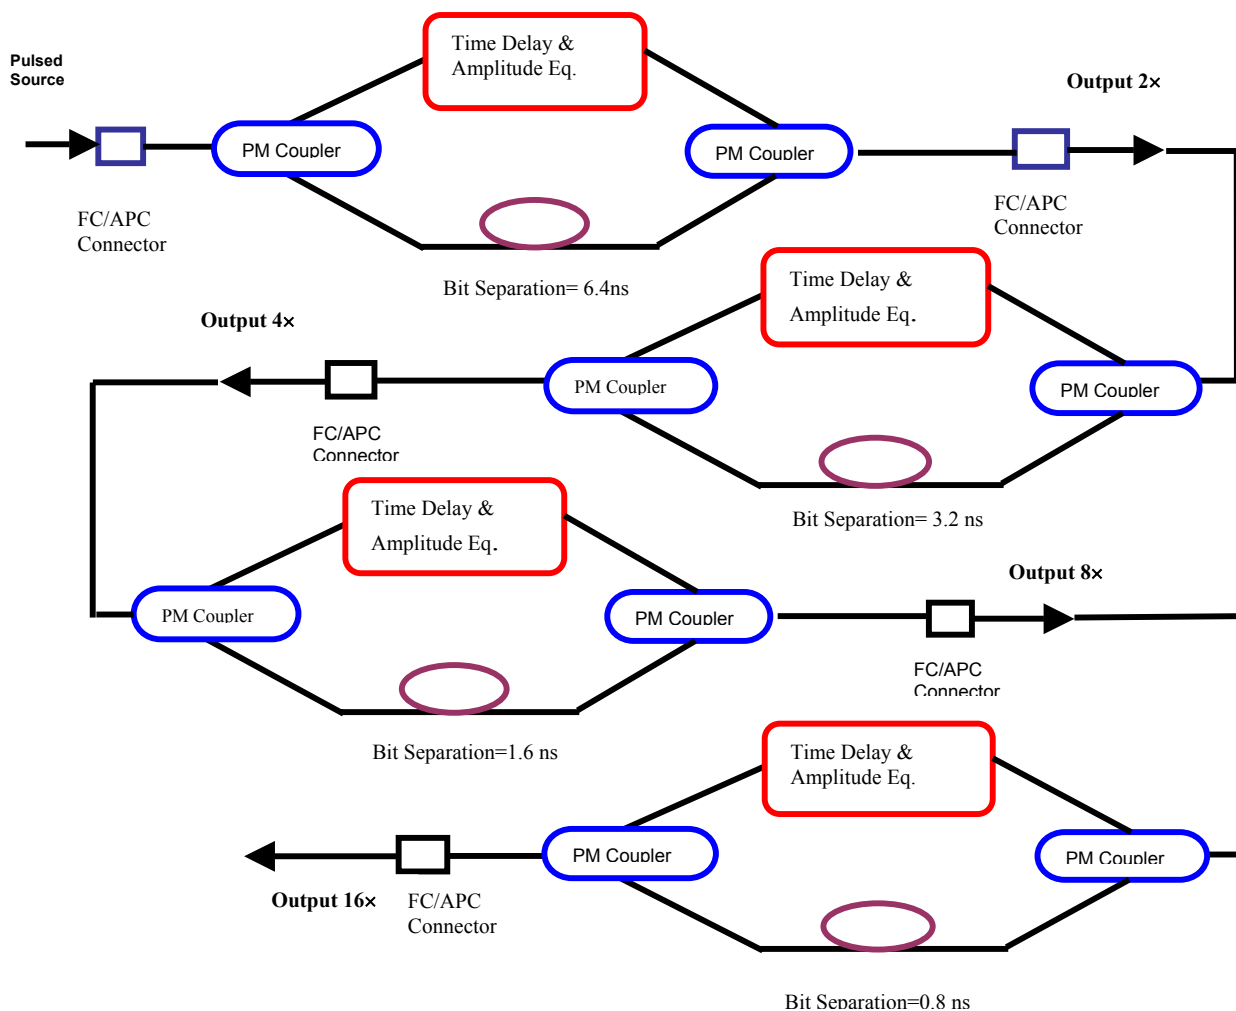 Pulsed
Source
Time Delay &
Amplitude Eq.
Output 2×
PM Coupler
PM Coupler
FC/APC
Connector
FC/APC
Connector
Bit Separation= 6.4ns
Time Delay &
Amplitude Eq.
Output 4×
PM Coupler
PM Coupler
FC/APC
Connector
Bit Separation= 3.2 ns
Time Delay &
Amplitude Eq.
Output 8×
PM Coupler
PM Coupler
FC/APC
Connector
Bit Separation=1.6 ns
Time Delay &
Amplitude Eq.
PM Coupler
PM Coupler
Output 16×
FC/APC
Connector
Bit Separation=0.8 ns